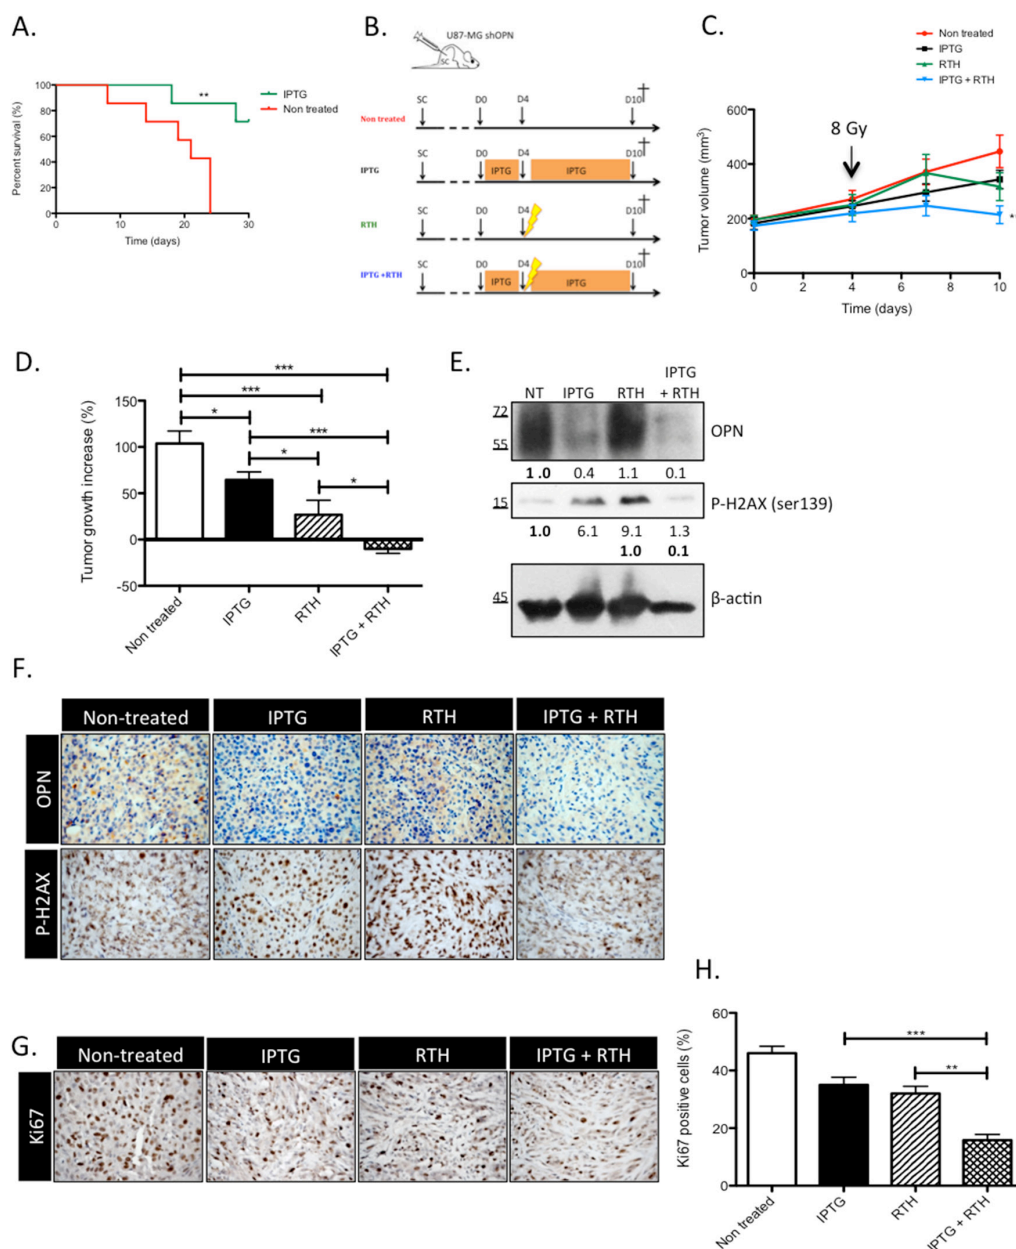 A.
100
80
60
40
20
0
Percent survival (%)
0 10 20 30
Time (days)
**
IPTG
Non treated
B.
U87-MG shOPN
SC
SC D0 D4 D10
Non treated
SC D0 D4 D10
IPTG
IPTG IPTG
SC D0 D4 D10
RTH
SC D0 D4 D10
IPTG +RTH
IPTG IPTG
C.
Non treated
IPTG
RTH
IPTG + RTH
8 Gy
600
400
200
0
Tumor volume (mm³)
0 2 4 6 8 10
Time (days)
D.
***
***
*
***
*
*
150
100
50
0
-50
Tumor growth increase (%)
Non treated
IPTG
RTH
IPTG + RTH
E.
NT IPTG RTH IPTG + RTH
72
55
OPN
1.0 0.4 1.1 0.1
15
P-H2AX (ser139)
1.0 6.1 9.1 1.3
1.0 0.1
45
β-actin
F.
Non-treated IPTG RTH IPTG + RTH
OPN
P-H2AX
G.
Non-treated IPTG RTH IPTG + RTH
Ki67
H.
60
40
20
0
Ki67 positive cells (%)
***
**
Non treated
IPTG
RTH
IPTG + RTH